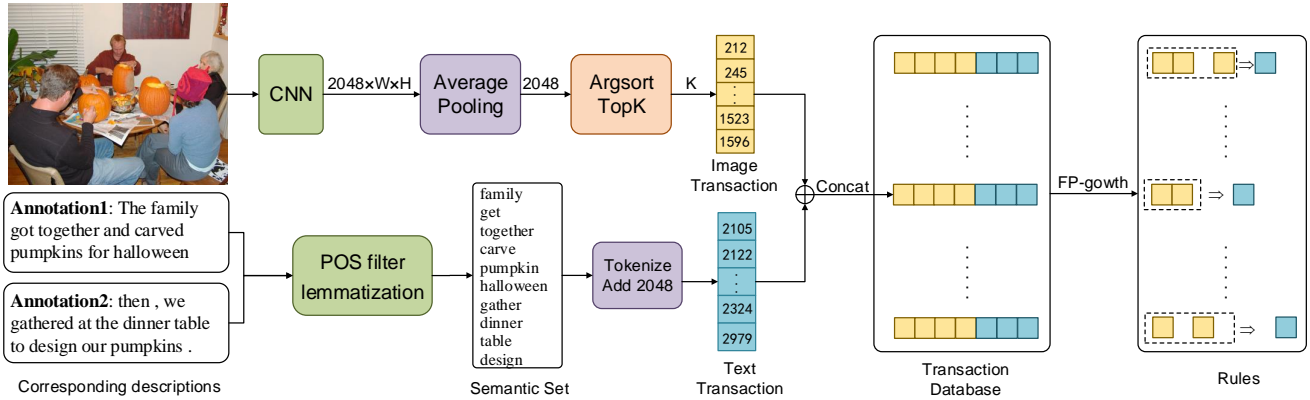 CNN
2048×W×H
Average
Pooling
2048
Argsort
TopK
K
212
245
1523
1596
Image
Transaction
Annotation1: The family
got together and carved
pumpkins for halloween
Annotation2: then , we
gathered at the dinner table
to design our pumpkins .
Corresponding descriptions
POS filter
lemmatization
family
get
together
carve
pumpkin
halloween
gather
dinner
table
design
Semantic Set
Tokenize
Add 2048
2105
2122
2324
2979
Text
Transaction
Concat
Transaction
Database
FP-gowth
⇒
⇒
⇒
Rules